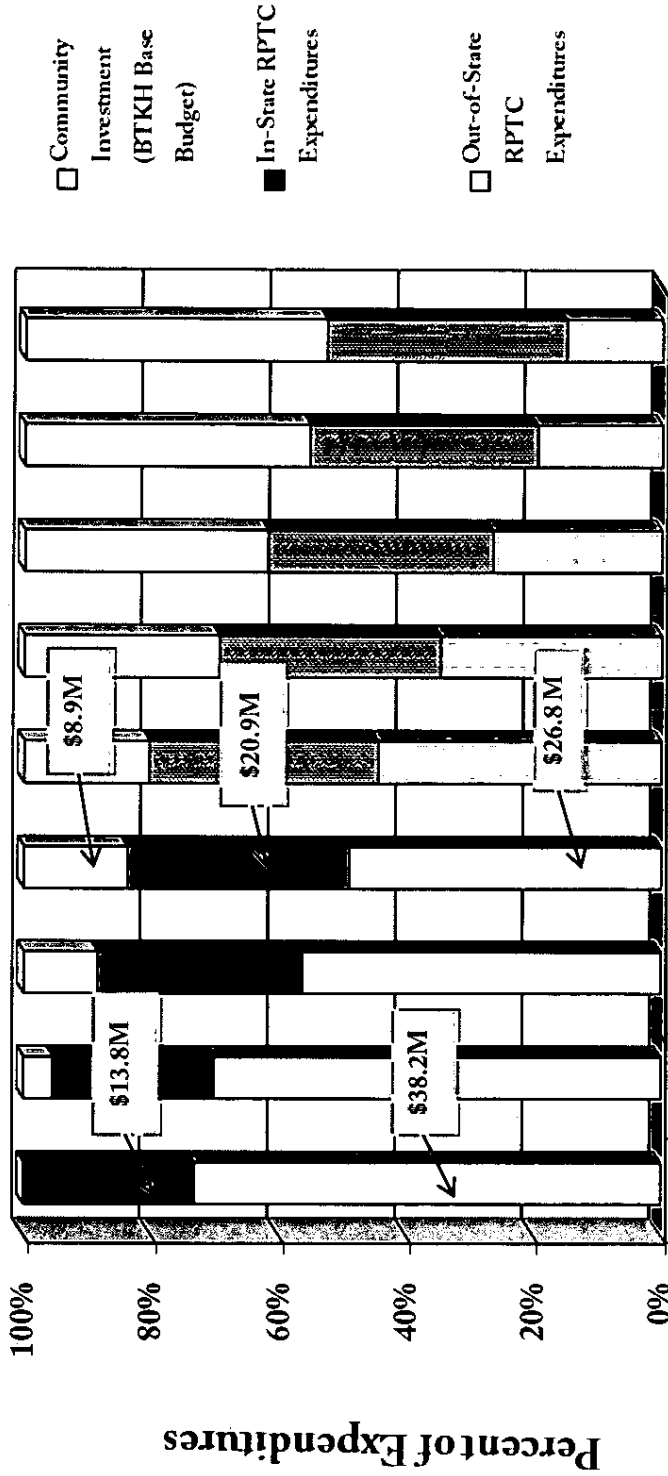 Percent of Expenditures
100%
80%
60%
40%
20%
0%
$13.8M
$38.2M
$8.9M
$20.9M
$26.8M
Community
Investment
(BTKH Base
Budget)
In-State RPTC
Expenditures
Out-of-State
RPTC
Expenditures